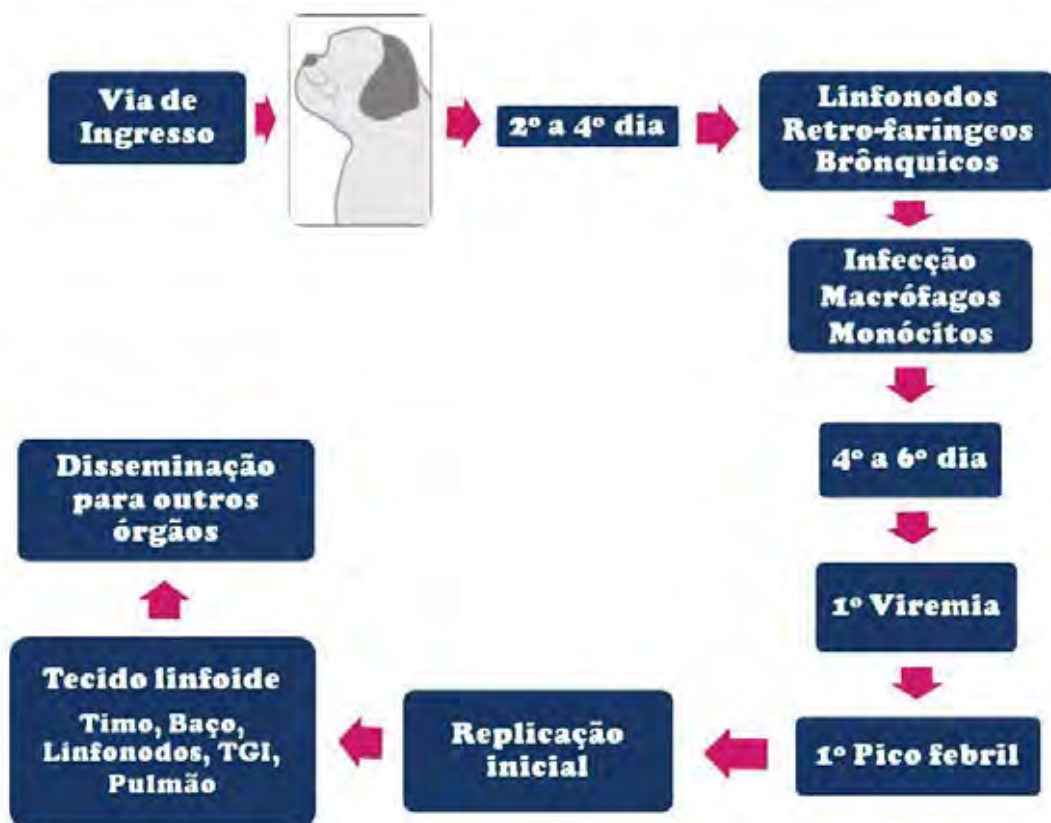 Via de
Ingresso
2º a 4º dia
Linfonodos
Retro-faríngeos
Brônquicos
Infecção
Macrófagos
Monócitos
4º a 6º dia
1º Viremia
1º Pico febril
Replicação
inicial
Tecido linfoide
Timo, Baço,
Linfonodos, TGI,
Pulmão
Disseminação
para outros
órgãos